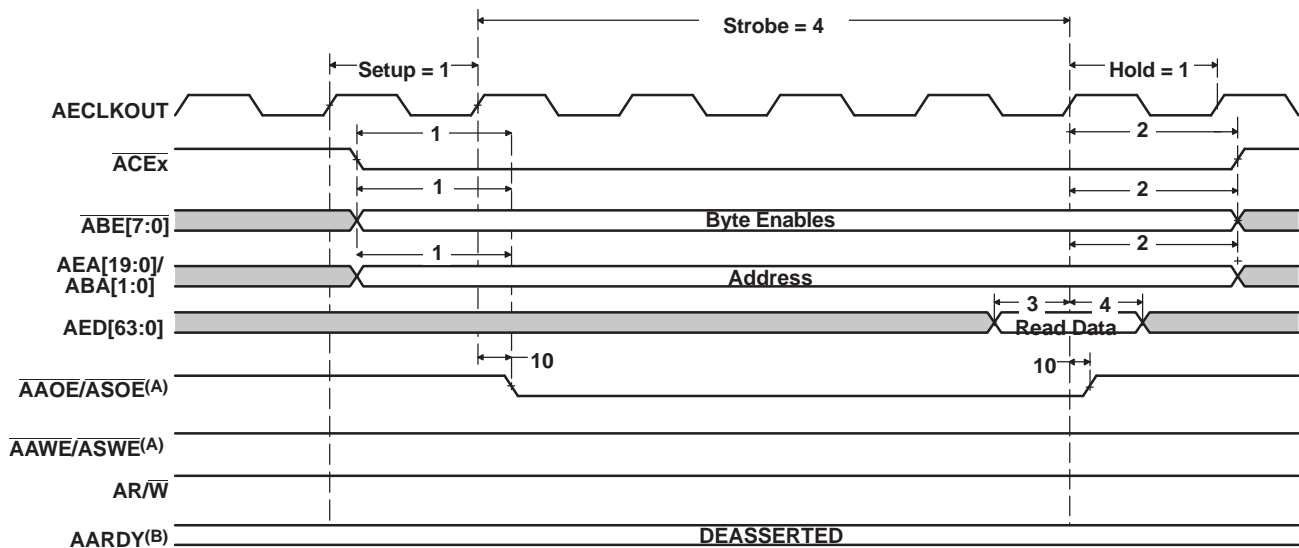 Strobe = 4
Setup = 1
Hold = 1
AECLKOUT
1
2
ACEx
1
2
ABE[7:0]
Byte Enables
1
2
AEA[19:0]/
ABA[1:0]
Address
3
4
AED[63:0]
Read Data
10
10
AAOE/ASOE(A)
AAWE/ASWE(A)
AR/W
AARDY(B)
DEASSERTED